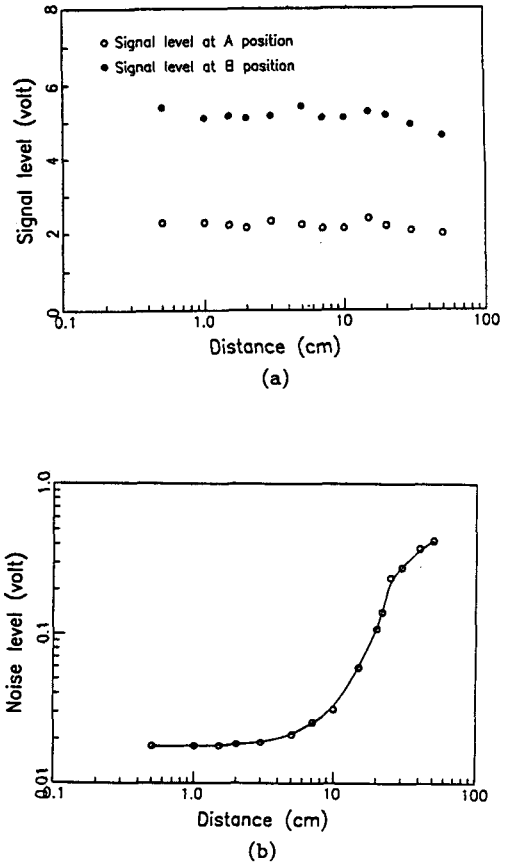 8
Signal level at A position
Signal level at B position
6
4
2
0
Signal level (volt)
0.1 1.0 10 100
Distance (cm)
(a)
1.0
0.1
0.01
Noise level (volt)
0.1 1.0 10 100
Distance (cm)
(b)